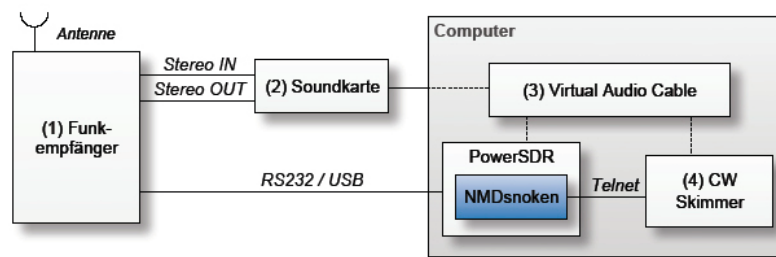 Antenne
Computer
Stereo IN
Stereo OUT
(2) Soundkarte
(3) Virtual Audio Cable
(1) Funk-
empfänger
PowerSDR
RS232 / USB
NMDsnoken
Telnet
(4) CW
Skimmer